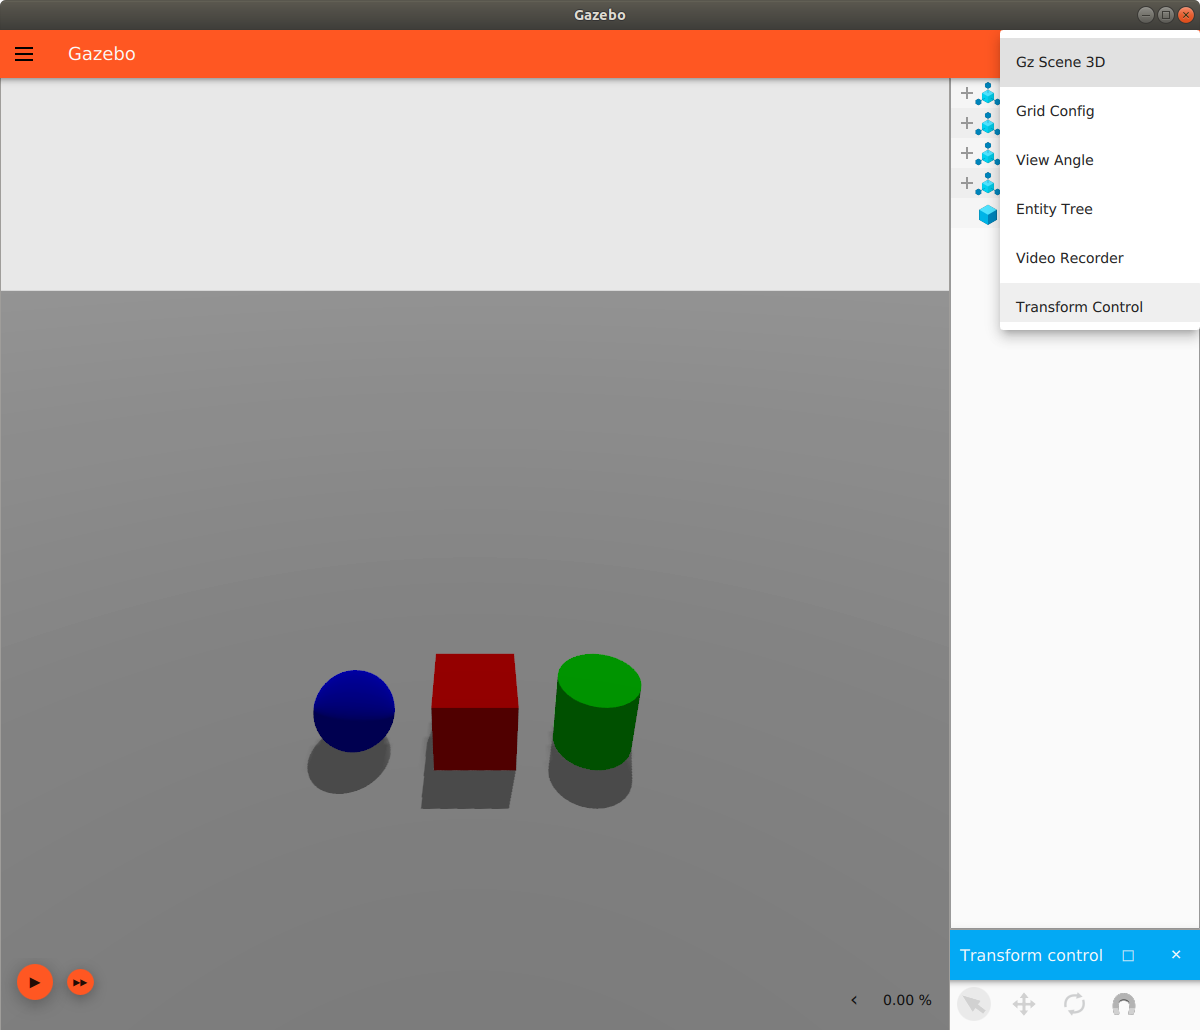 Gazebo
Gazebo
Gz Scene 3D
Grid Config
View Angle
Entity Tree
Video Recorder
Transform Control
0.00 %
Transform control